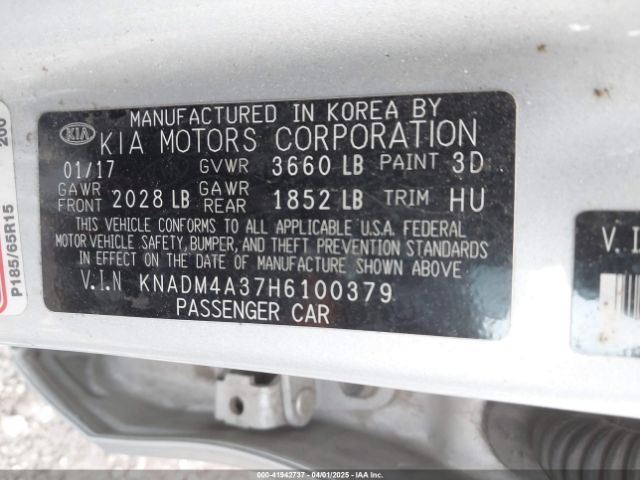 MANUFACTURED IN KOREA BY
KIA KIA MOTORS CORPORATION
01/17 GVWR 3660 LB PAINT 3D
GAWR FRONT 2028 LB GAWR REAR 1852 LB TRIM HU
THIS VEHICLE CONFORMS TO ALL APPLICABLE U.S.A. FEDERAL
MOTOR VEHICLE SAFETY, BUMPER, AND THEFT PREVENTION STANDARDS
IN EFFECT ON THE DATE OF MANUFACTURE SHOWN ABOVE
V.I.N KNADM4A37H6100379
PASSENGER CAR
P185/65R15
200
V.I
000-41942737 - 04/01/2025 - IAAI.COM